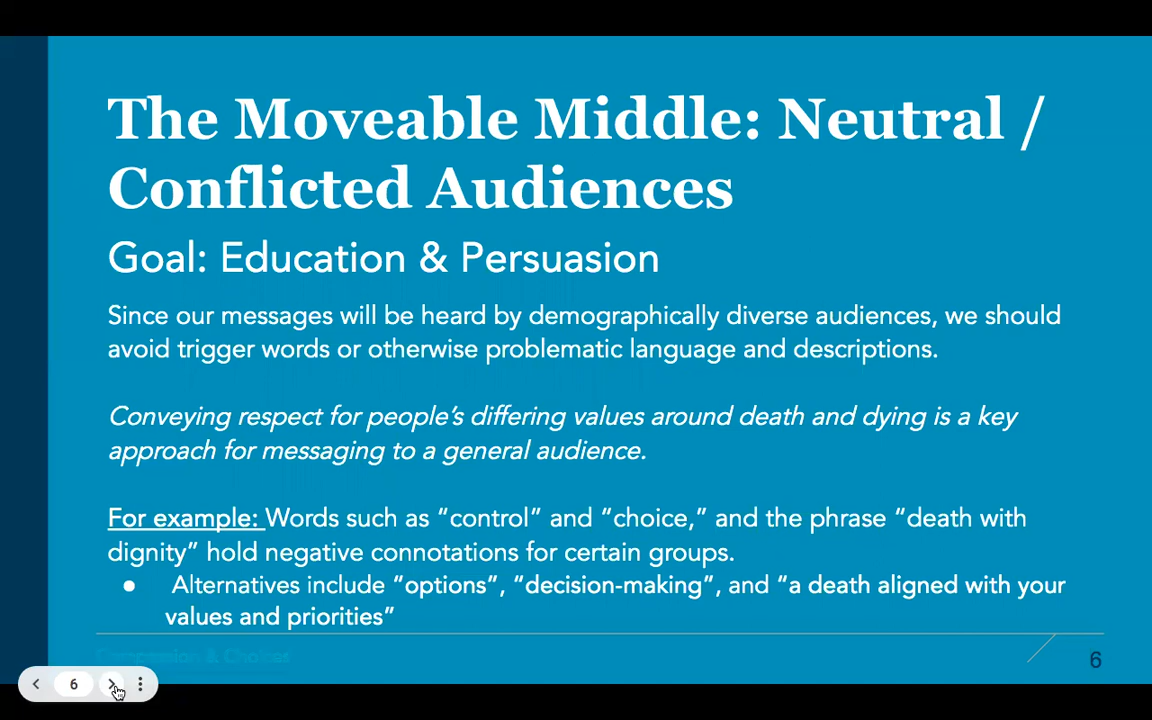 The Moveable Middle: Neutral /
Conflicted Audiences
Goal: Education & Persuasion
Since our messages will be heard by demographically diverse audiences, we should
avoid trigger words or otherwise problematic language and descriptions.
Conveying respect for people’s differing values around death and dying is a key
approach for messaging to a general audience.
For example: Words such as “control” and “choice,” and the phrase “death with
dignity” hold negative connotations for certain groups.
● Alternatives include “options”, “decision-making”, and “a death aligned with your
values and priorities”
Compassion & Choices
6
6